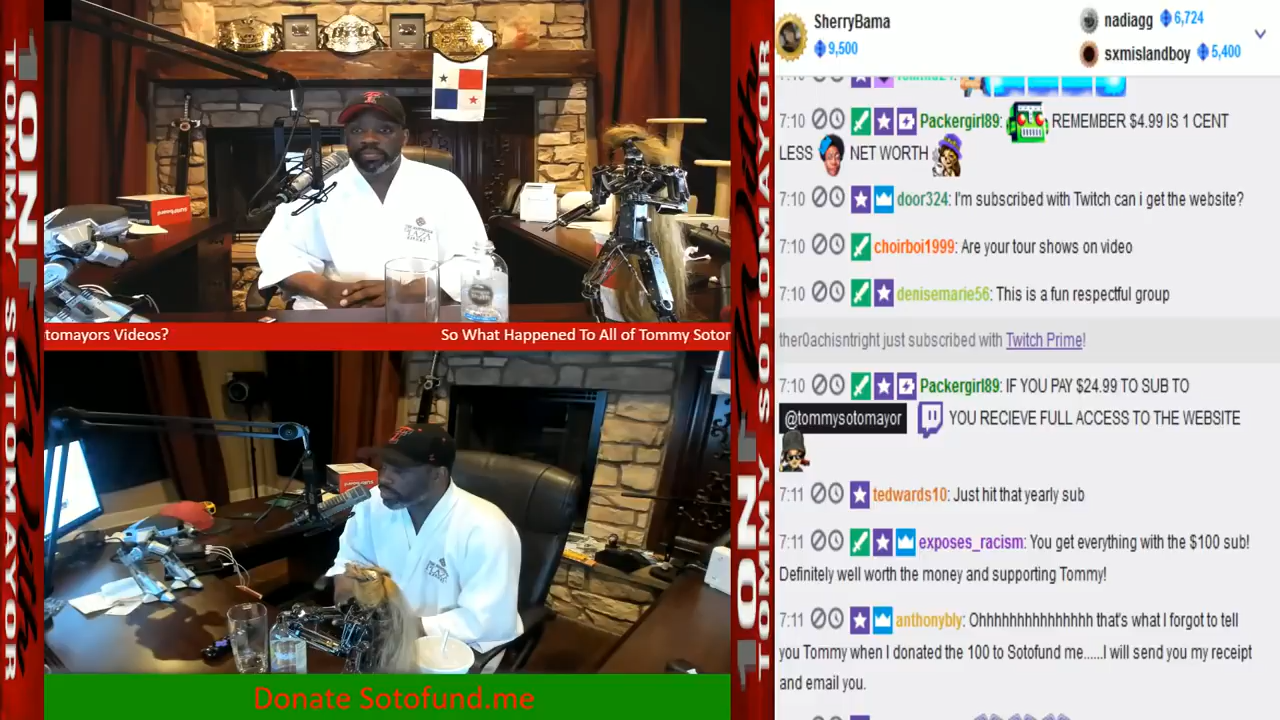 1ON1 With
TOMMY SOTOMAYOR
SherryBama
9,500
nadiagg 6,724
sxmislandboy 5,400
7:10 Packergirl89: REMEMBER $4.99 IS 1 CENT
LESS NET WORTH
7:10 door324: I'm subscribed with Twitch can i get the website?
7:10 choirboi1999: Are your tour shows on video
7:10 denisemarie56: This is a fun respectful group
ther0achisntright just subscribed with Twitch Prime!
7:10 Packergirl89: IF YOU PAY $24.99 TO SUB TO
@tommysotomayor YOU RECIEVE FULL ACCESS TO THE WEBSITE
7:11 tedwards10: Just hit that yearly sub
7:11 exposes_racism: You get everything with the $100 sub!
Definitely well worth the money and supporting Tommy!
7:11 anthonybly: Ohhhhhhhhhhhhhh that's what I forgot to tell
you Tommy when I donated the 100 to Sotofund me......I will send you my receipt
and email you.
tomayors Videos? So What Happened To All of Tommy Sotor
Donate Sotofund.me
1ON1 With
TOMMY SOTOMAYOR